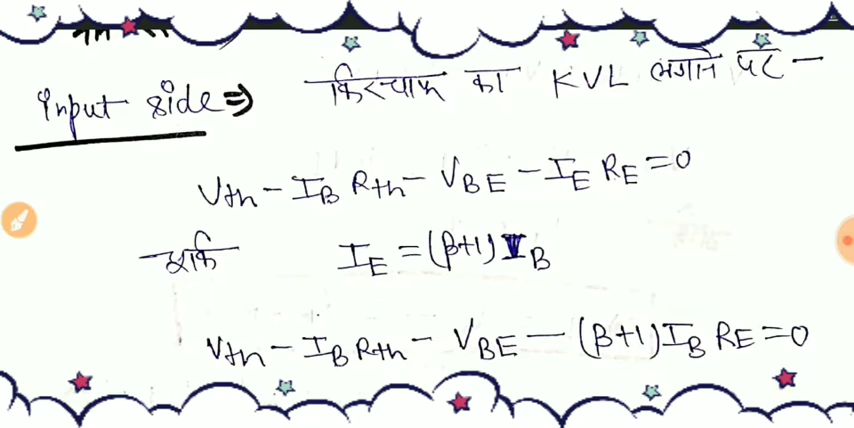 Input side ⇒ किरचाफ का KVL लगाने पर —
Vth - IB Rth - VBE - IE RE = 0
चूंकि IE = (β+1) IB
Vth - IB Rth - VBE - (β+1) IB RE = 0